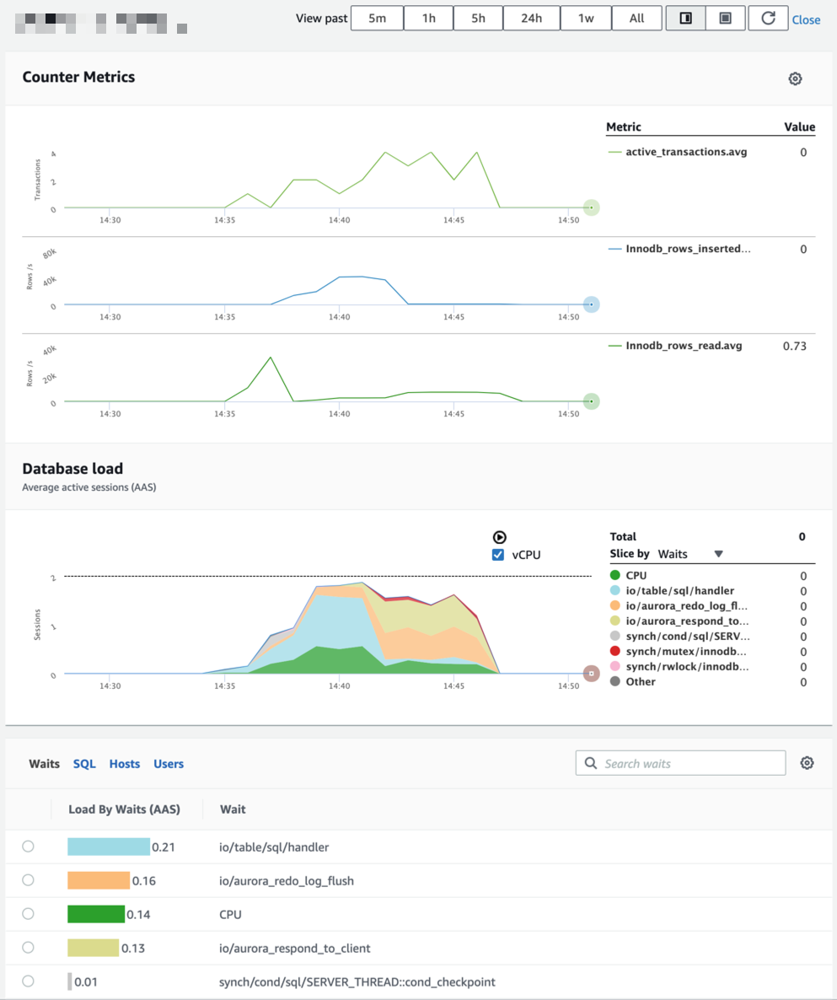 View past 5m 1h 5h 24h 1w All Close
Counter Metrics
Metric Value
active_transactions.avg 0
Transactions
4
2
0
14:30 14:35 14:40 14:45 14:50
Innodb_rows_inserted... 0
Rows /s
80k
40k
0
14:30 14:35 14:40 14:45 14:50
Innodb_rows_read.avg 0.73
Rows /s
40k
20k
0
14:30 14:35 14:40 14:45 14:50
Database load
Average active sessions (AAS)
vCPU
Sessions
2
1
0
14:30 14:35 14:40 14:45 14:50
Total 0
Slice by Waits
CPU 0
io/table/sql/handler 0
io/aurora_redo_log_fl... 0
io/aurora_respond_to... 0
synch/cond/sql/SERV... 0
synch/mutex/innodb... 0
synch/rwlock/innodb... 0
Other 0
Waits SQL Hosts Users Search waits
Load By Waits (AAS) Wait
0.21 io/table/sql/handler
0.16 io/aurora_redo_log_flush
0.14 CPU
0.13 io/aurora_respond_to_client
0.01 synch/cond/sql/SERVER_THREAD::cond_checkpoint